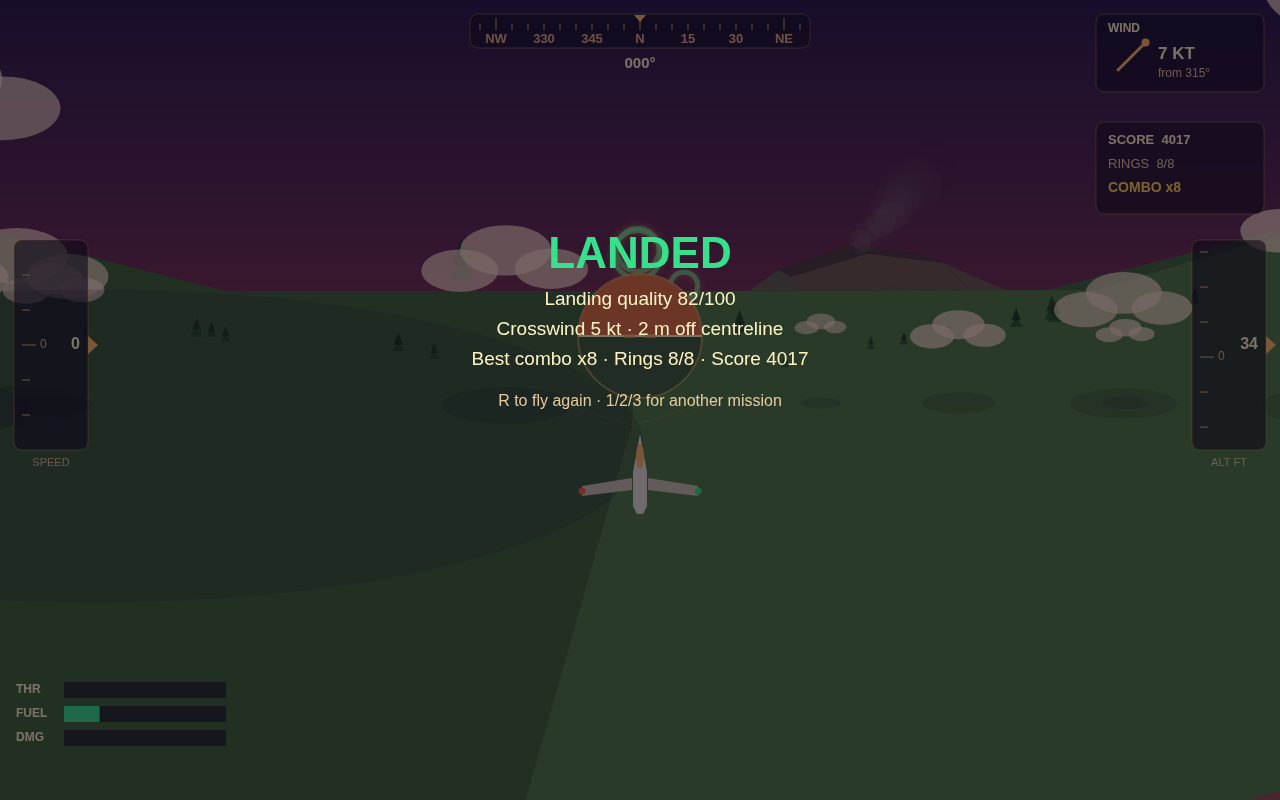 NW 330 345 N 15 30 NE
000°
WIND
7 KT
from 315°
SCORE 4017
RINGS 8/8
COMBO x8
LANDED
Landing quality 82/100
Crosswind 5 kt · 2 m off centreline
Best combo x8 · Rings 8/8 · Score 4017
R to fly again · 1/2/3 for another mission
0 0
SPEED
0 34
ALT FT
THR
FUEL
DMG